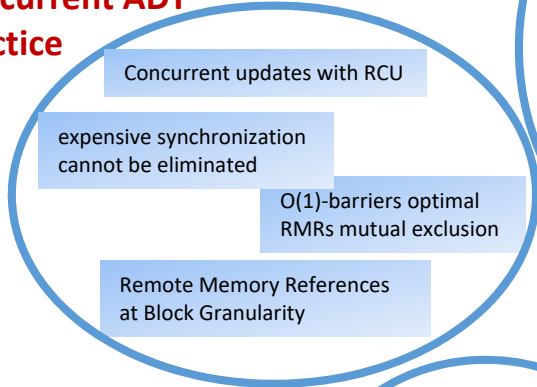 current ADT
ctice
Concurrent updates with RCU
expensive synchronization
cannot be eliminated
O(1)-barriers optimal
RMRs mutual exclusion
Remote Memory References
at Block Granularity